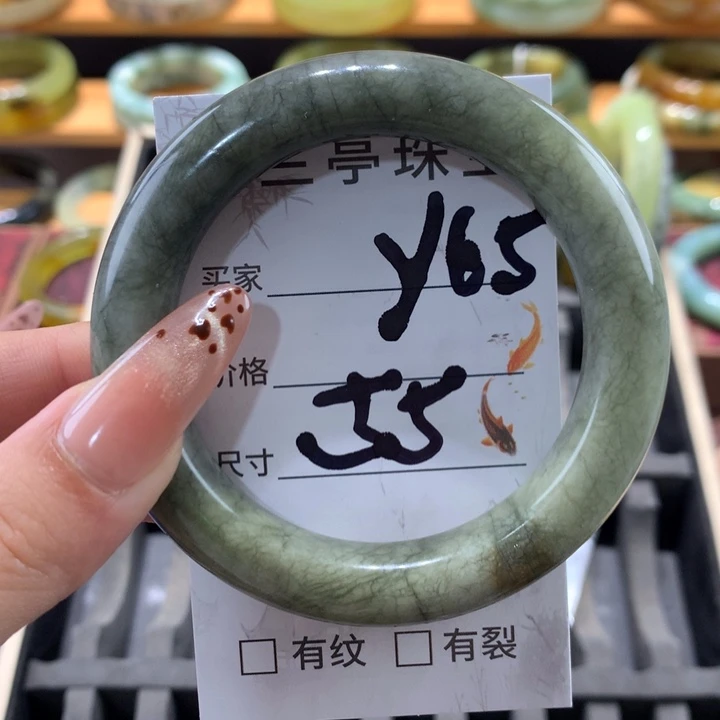 亭珠
买家 y65
价格
尺寸 55
□ 有纹 □ 有裂